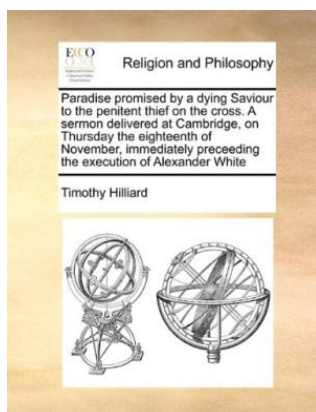 ECCO
Religion and Philosophy
Paradise promised by a dying Saviour
to the penitent thief on the cross. A
sermon delivered at Cambridge, on
Thursday the eighteenth of
November, immediately preceeding
the execution of Alexander White
Timothy Hilliard